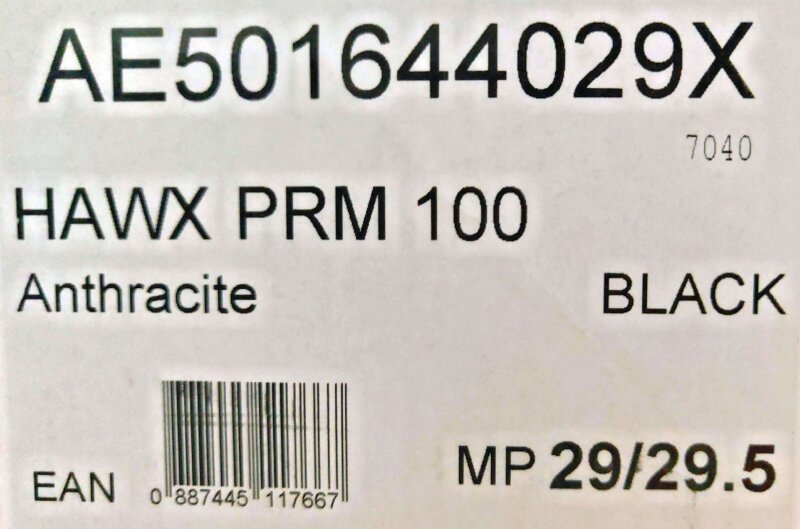 AE501644029X
7040
HAWX PRM 100
Anthracite BLACK
MP 29/29.5
EAN 0 887445 117667